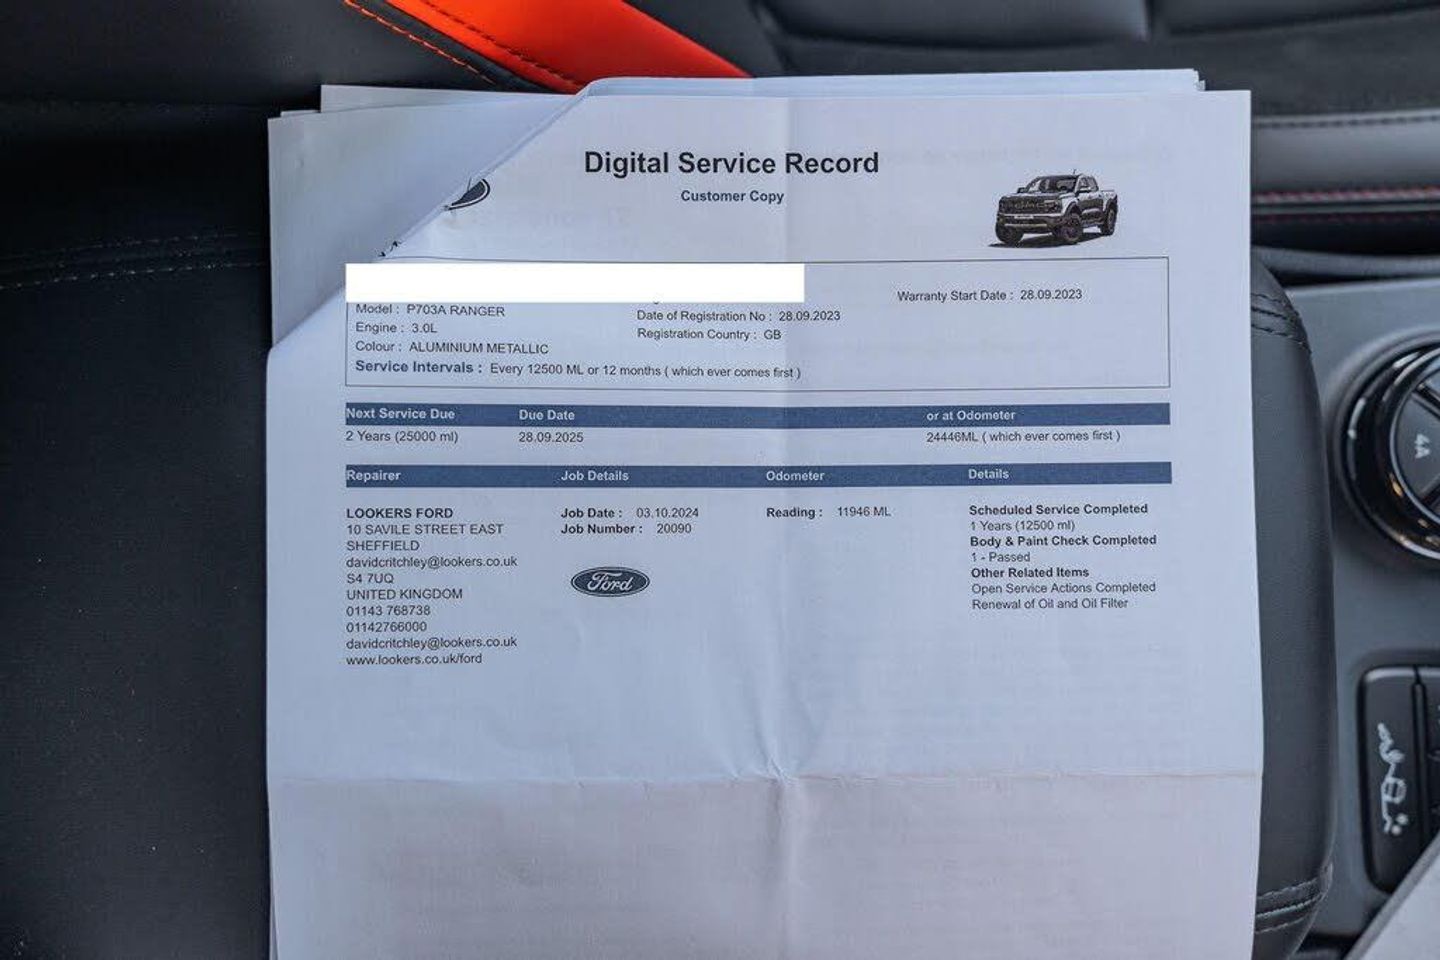 Digital Service Record
Customer Copy
Model : P703A RANGER
Engine : 3.0L
Colour : ALUMINIUM METALLIC
Date of Registration No : 28.09.2023
Registration Country : GB
Warranty Start Date : 28.09.2023
Service Intervals : Every 12500 ML or 12 months ( which ever comes first )
Next Service Due Due Date or at Odometer
2 Years (25000 ml) 28.09.2025 24446ML ( which ever comes first )
Repairer Job Details Odometer Details
LOOKERS FORD
10 SAVILE STREET EAST
SHEFFIELD
davidcritchley@lookers.co.uk
S4 7UQ
UNITED KINGDOM
01143 768738
01142766000
davidcritchley@lookers.co.uk
www.lookers.co.uk/ford
Job Date : 03.10.2024
Job Number : 20090
Ford
Reading : 11946 ML
Scheduled Service Completed
1 Years (12500 ml)
Body & Paint Check Completed
1 - Passed
Other Related Items
Open Service Actions Completed
Renewal of Oil and Oil Filter
4A